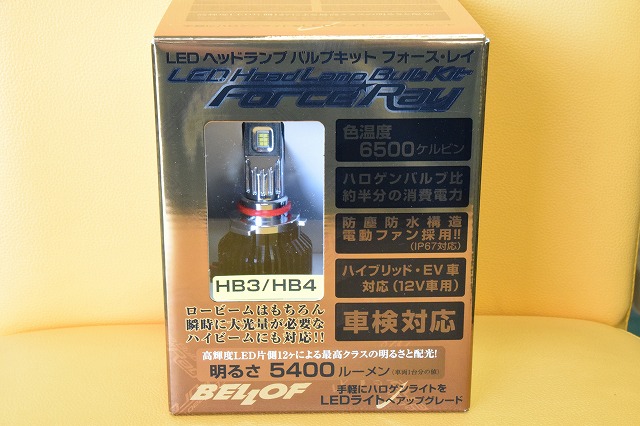 LED ヘッドランプ バルブキット フォース・レイ
LED Head Lamp Bulb Kit
Force Ray
色温度
6500ケルビン
ハロゲンバルブ比
約半分の消費電力
防塵防水構造
電動ファン採用!!
(IP67対応)
ハイブリッド・EV車
対応(12V車用)
車検対応
HB3/HB4
ロービームはもちろん
瞬時に大光量が必要な
ハイビームにも対応!!
高輝度LED片側12ヶによる最高クラスの明るさと配光!
明るさ 5400 ルーメン(車両1台分の値)
BELLOF
手軽にハロゲンライトを
LEDライトへアップグレード